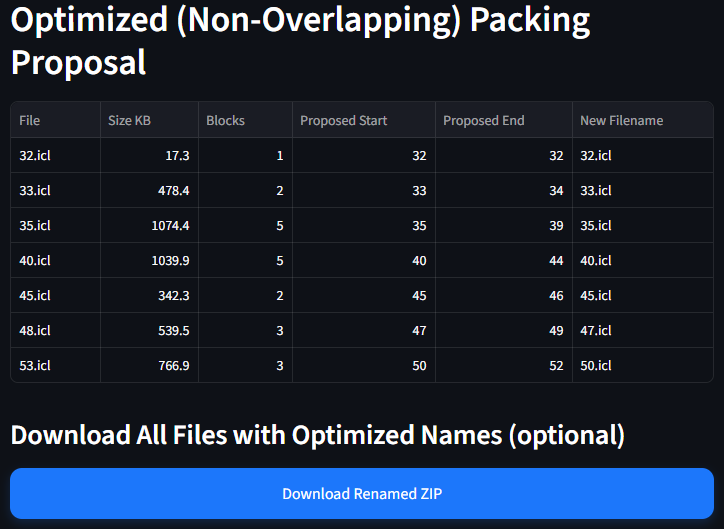 Optimized (Non-Overlapping) Packing
Proposal
File Size KB Blocks Proposed Start Proposed End New Filename
32.icl 17.3 1 32 32 32.icl
33.icl 478.4 2 33 34 33.icl
35.icl 1074.4 5 35 39 35.icl
40.icl 1039.9 5 40 44 40.icl
45.icl 342.3 2 45 46 45.icl
48.icl 539.5 3 47 49 47.icl
53.icl 766.9 3 50 52 50.icl
Download All Files with Optimized Names (optional)
Download Renamed ZIP